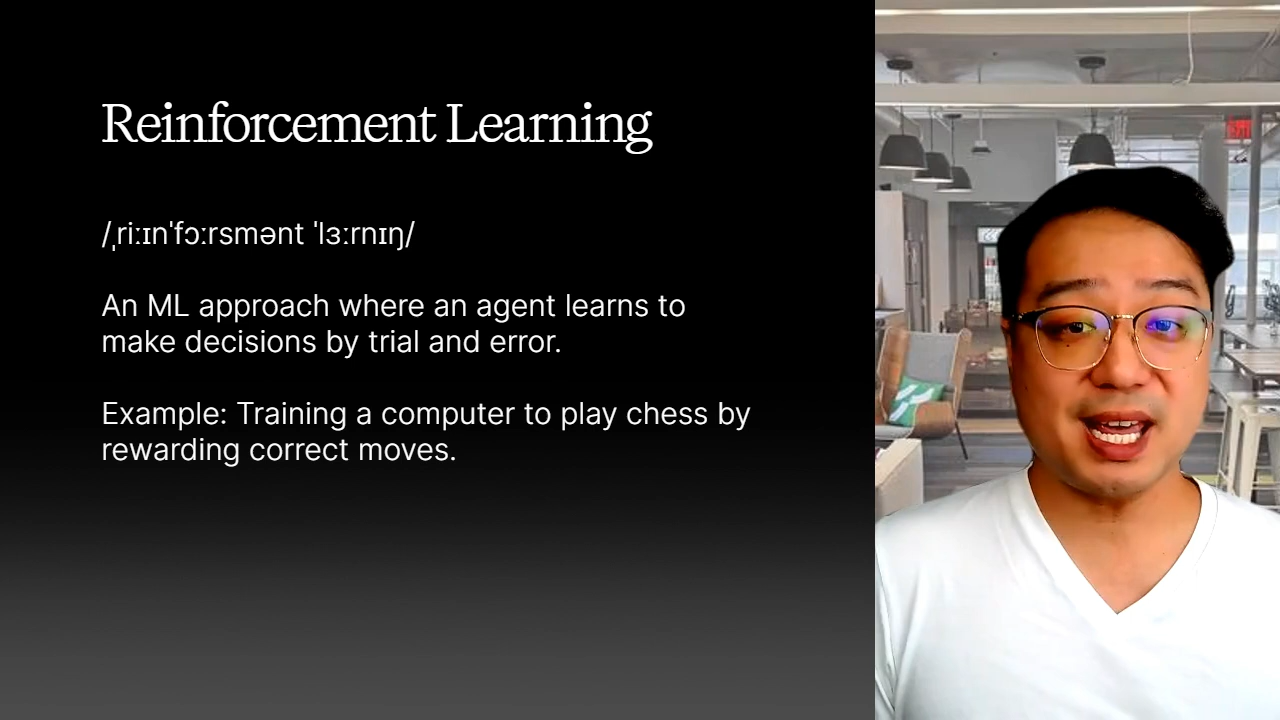 Reinforcement Learning
/ˌriːɪnˈfɔːrsmənt ˈlɜːrnɪŋ/
An ML approach where an agent learns to
make decisions by trial and error.
Example: Training a computer to play chess by
rewarding correct moves.